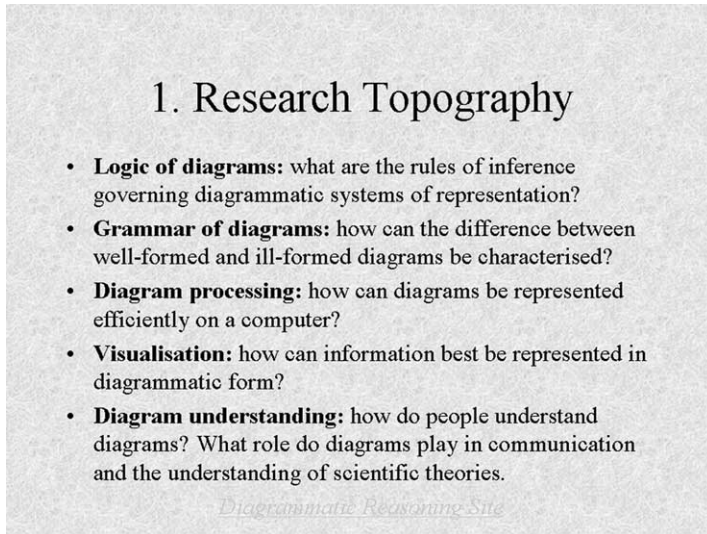 1. Research Topography
• Logic of diagrams: what are the rules of inference
governing diagrammatic systems of representation?
• Grammar of diagrams: how can the difference between
well-formed and ill-formed diagrams be characterised?
• Diagram processing: how can diagrams be represented
efficiently on a computer?
• Visualisation: how can information best be represented in
diagrammatic form?
• Diagram understanding: how do people understand
diagrams? What role do diagrams play in communication
and the understanding of scientific theories.
Diagrammatic Reasoning Site